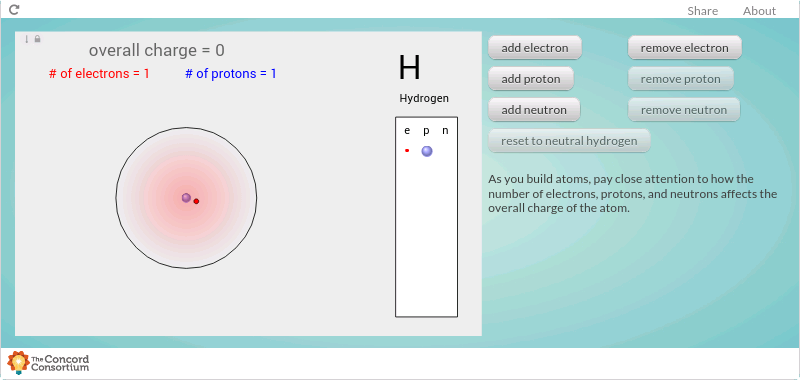 Share About
overall charge = 0
# of electrons = 1 # of protons = 1
H
Hydrogen
e p n
add electron remove electron
add proton remove proton
add neutron remove neutron
reset to neutral hydrogen
As you build atoms, pay close attention to how the
number of electrons, protons, and neutrons affects the
overall charge of the atom.
The Concord
Consortium